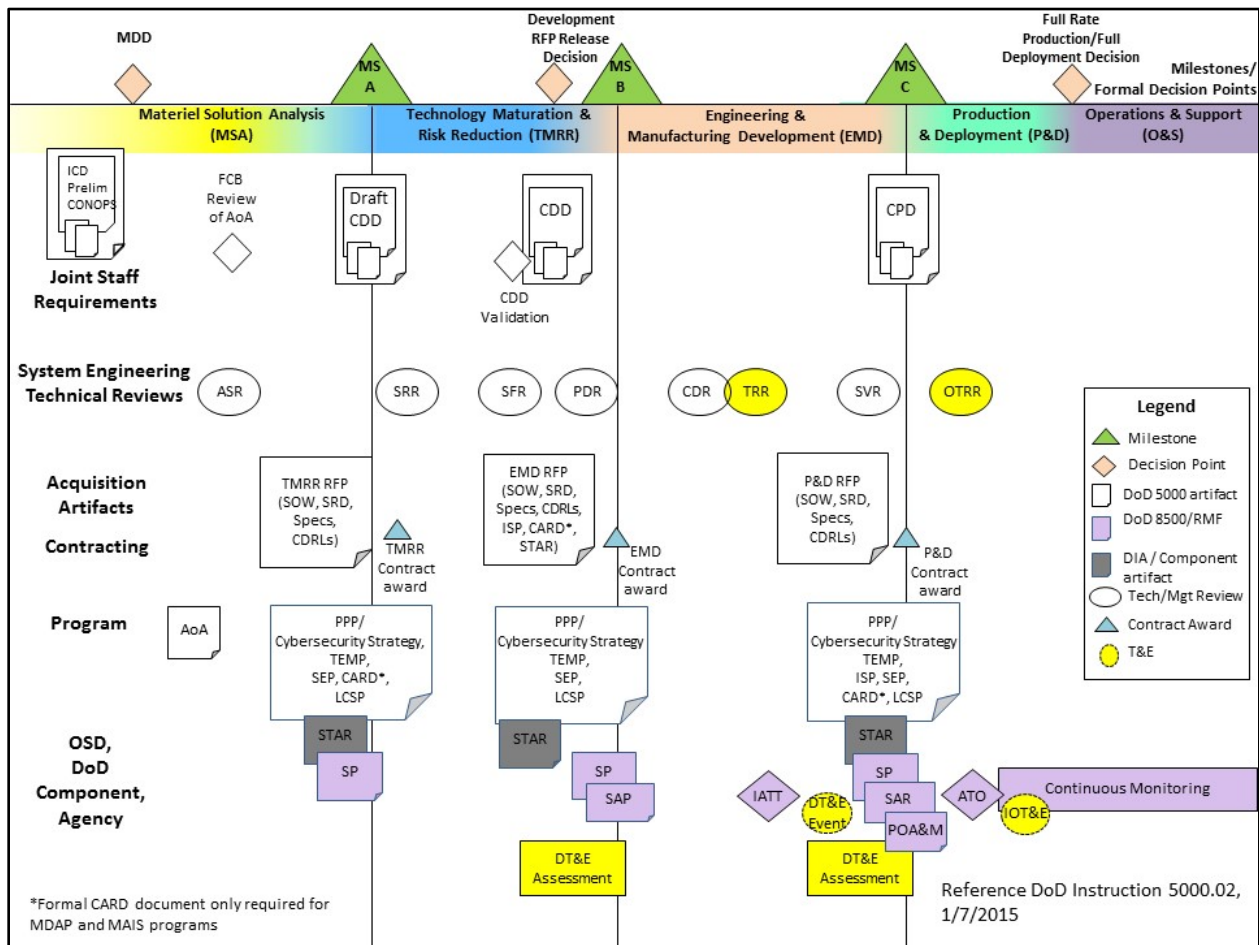 MDD
Development
RFP Release
Decision
Full Rate
Production/Full
Deployment Decision
MS
A
MS
B
MS
C
Milestones/
Formal Decision Points
Materiel Solution Analysis
(MSA)
Technology Maturation &
Risk Reduction (TMRR)
Engineering &
Manufacturing Development (EMD)
Production
& Deployment (P&D)
Operations & Support
(O&S)
ICD
Prelim
CONOPS
FCB
Review
of AoA
Draft
CDD
CDD
CPD
CDD
Validation
Joint Staff
Requirements
System Engineering
Technical Reviews
ASR
SRR
SFR
PDR
CDR
TRR
SVR
OTRR
Legend
Milestone
Decision Point
DoD 5000 artifact
DoD 8500/RMF
DIA / Component
artifact
Tech/Mgt Review
Contract Award
T&E
Acquisition
Artifacts
Contracting
TMRR RFP
(SOW, SRD,
Specs,
CDRLs)
TMRR
Contract
award
EMD RFP
(SOW, SRD,
Specs, CDRLs,
ISP, CARD*,
STAR)
EMD
Contract
award
P&D RFP
(SOW, SRD,
Specs,
CDRLs)
P&D
Contract
award
Program
AoA
PPP/
Cybersecurity Strategy,
TEMP,
SEP, CARD*,
LCSP
PPP/
Cybersecurity Strategy,
TEMP,
SEP,
LCSP
PPP/
Cybersecurity Strategy,
TEMP,
ISP, SEP,
CARD*, LCSP
OSD,
DoD
Component,
Agency
STAR
SP
STAR
SP
SAP
STAR
SP
SAR
POA&M
IATT
DT&E
Event
ATO
IOT&E
Continuous Monitoring
DT&E
Assessment
DT&E
Assessment
*Formal CARD document only required for
MDAP and MAIS programs
Reference DoD Instruction 5000.02,
1/7/2015